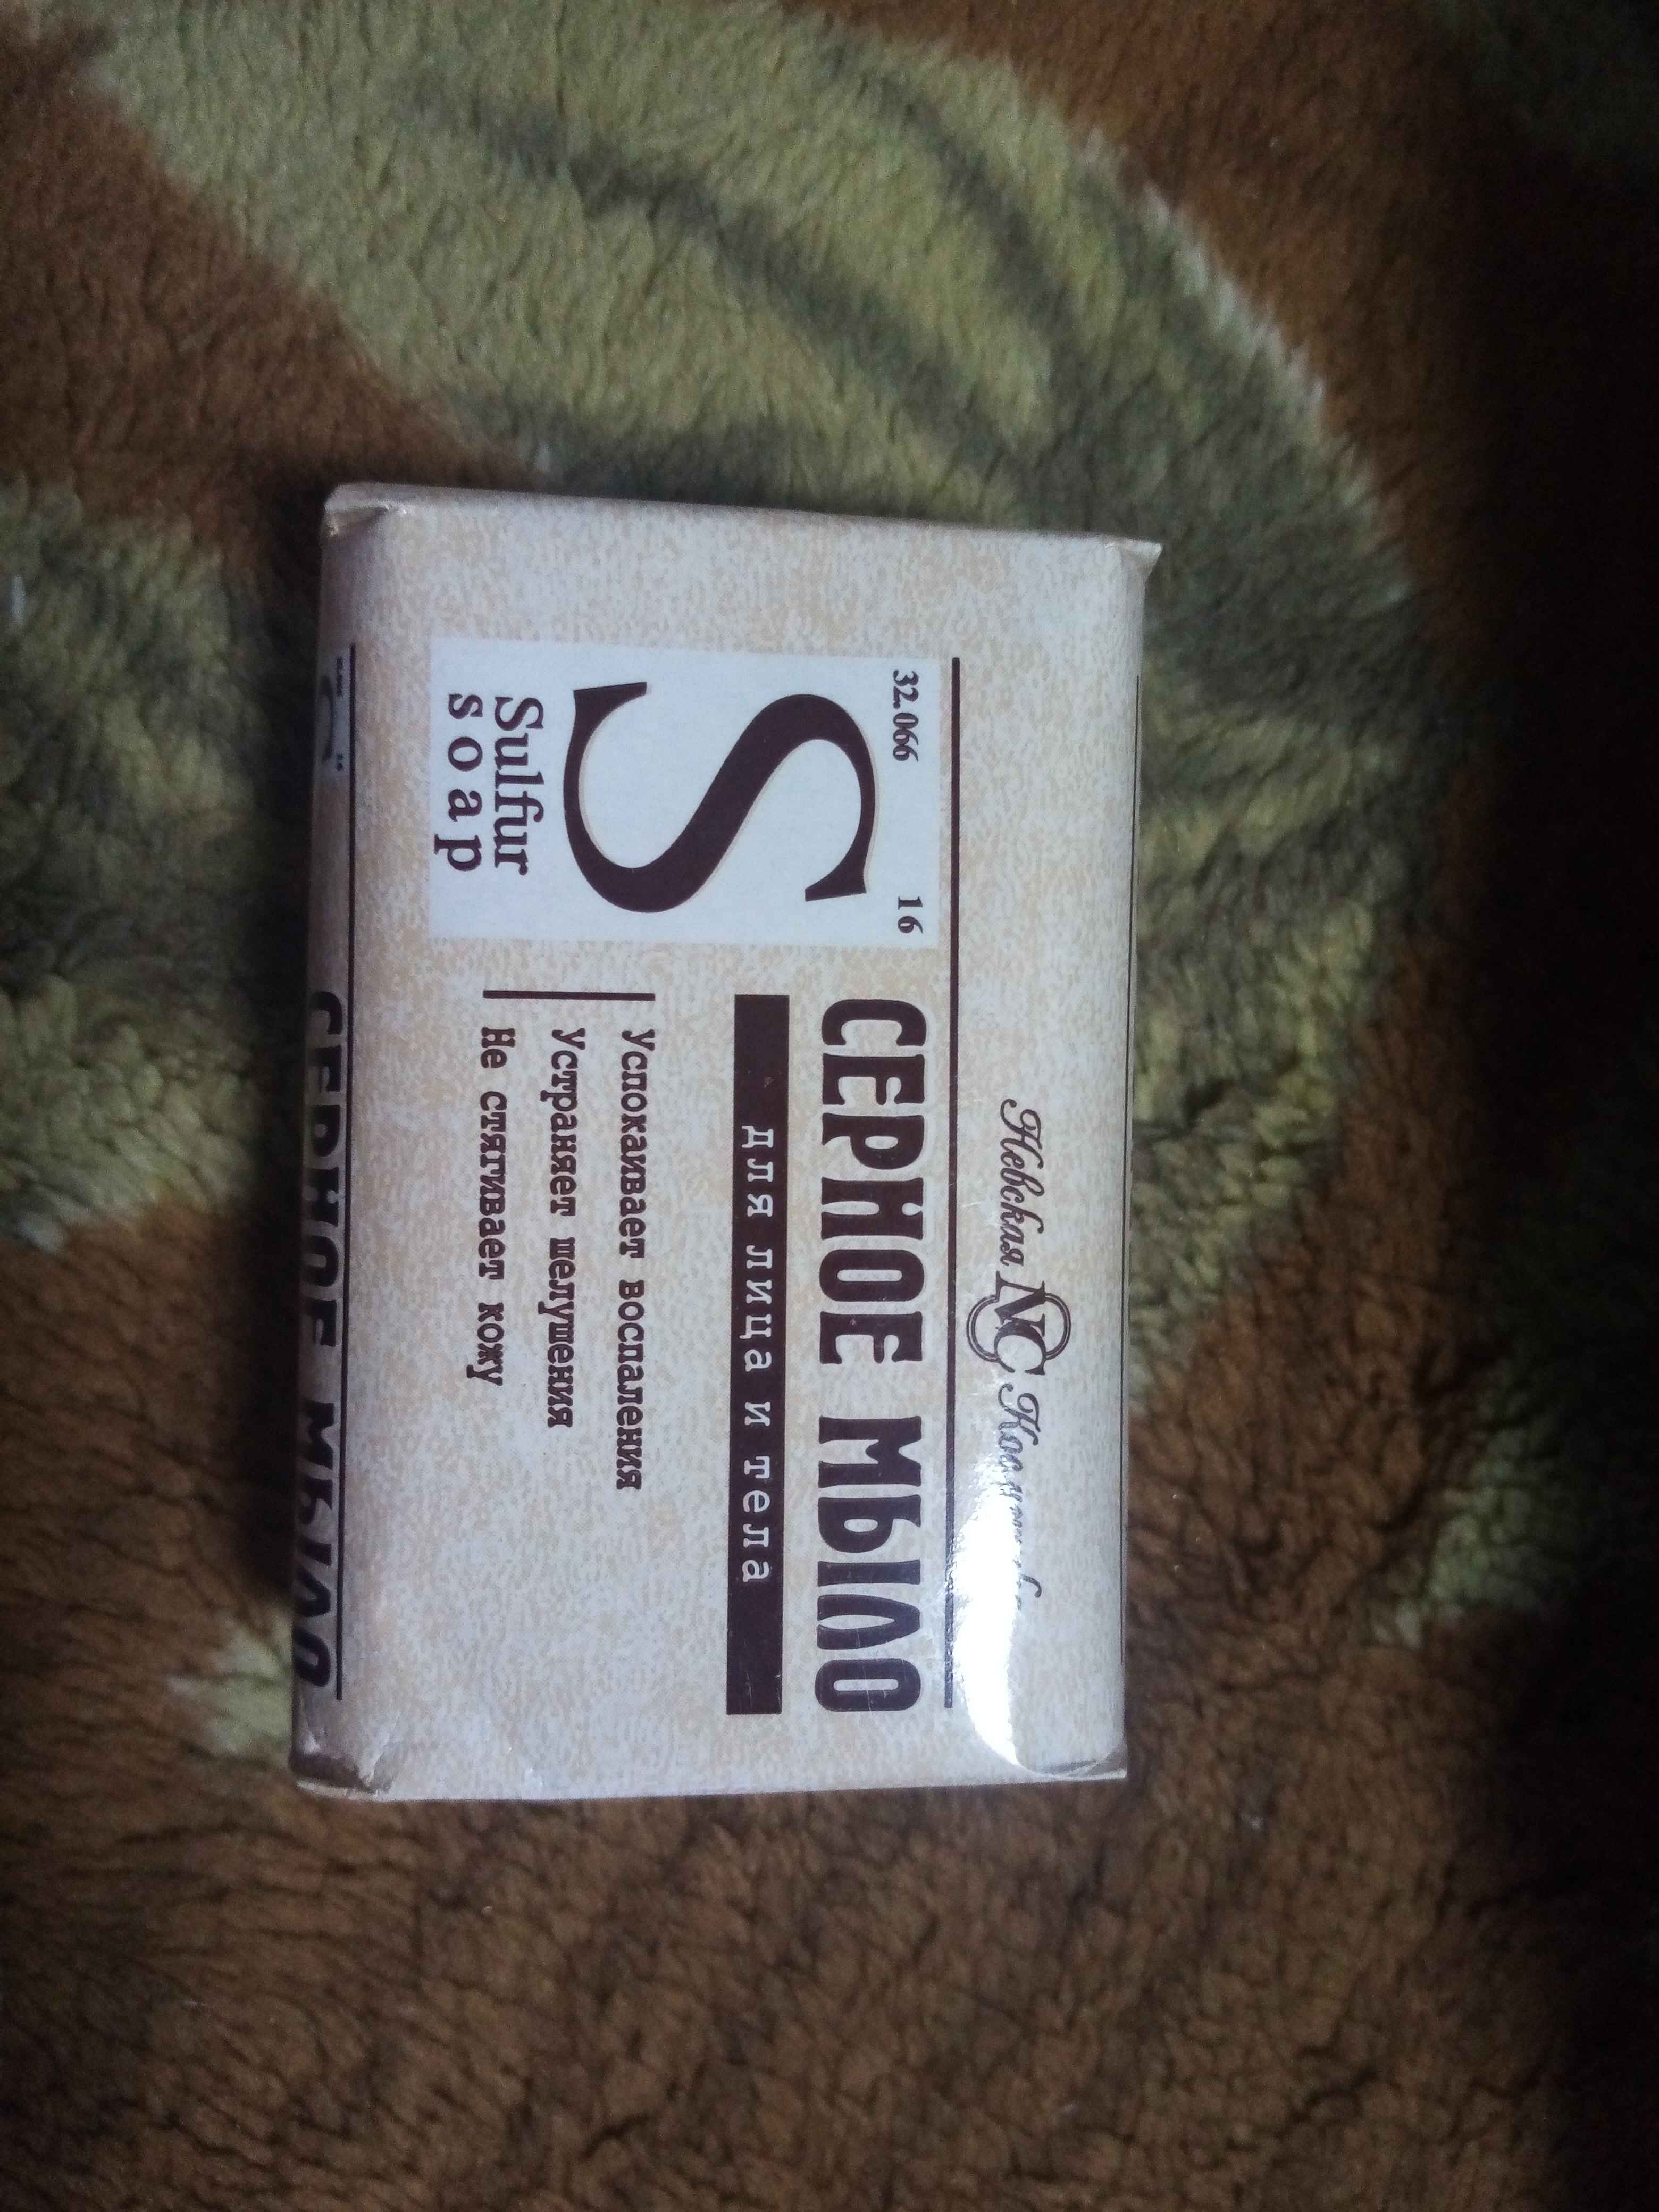 Невская NC Косметика
32.066 16
S
Sulfur
soap
СЕРНОЕ МЫЛО
для лица и тела
Успокаивает воспаления
Устраняет шелушения
Не стягивает кожу
СЕРНОЕ МЫЛО